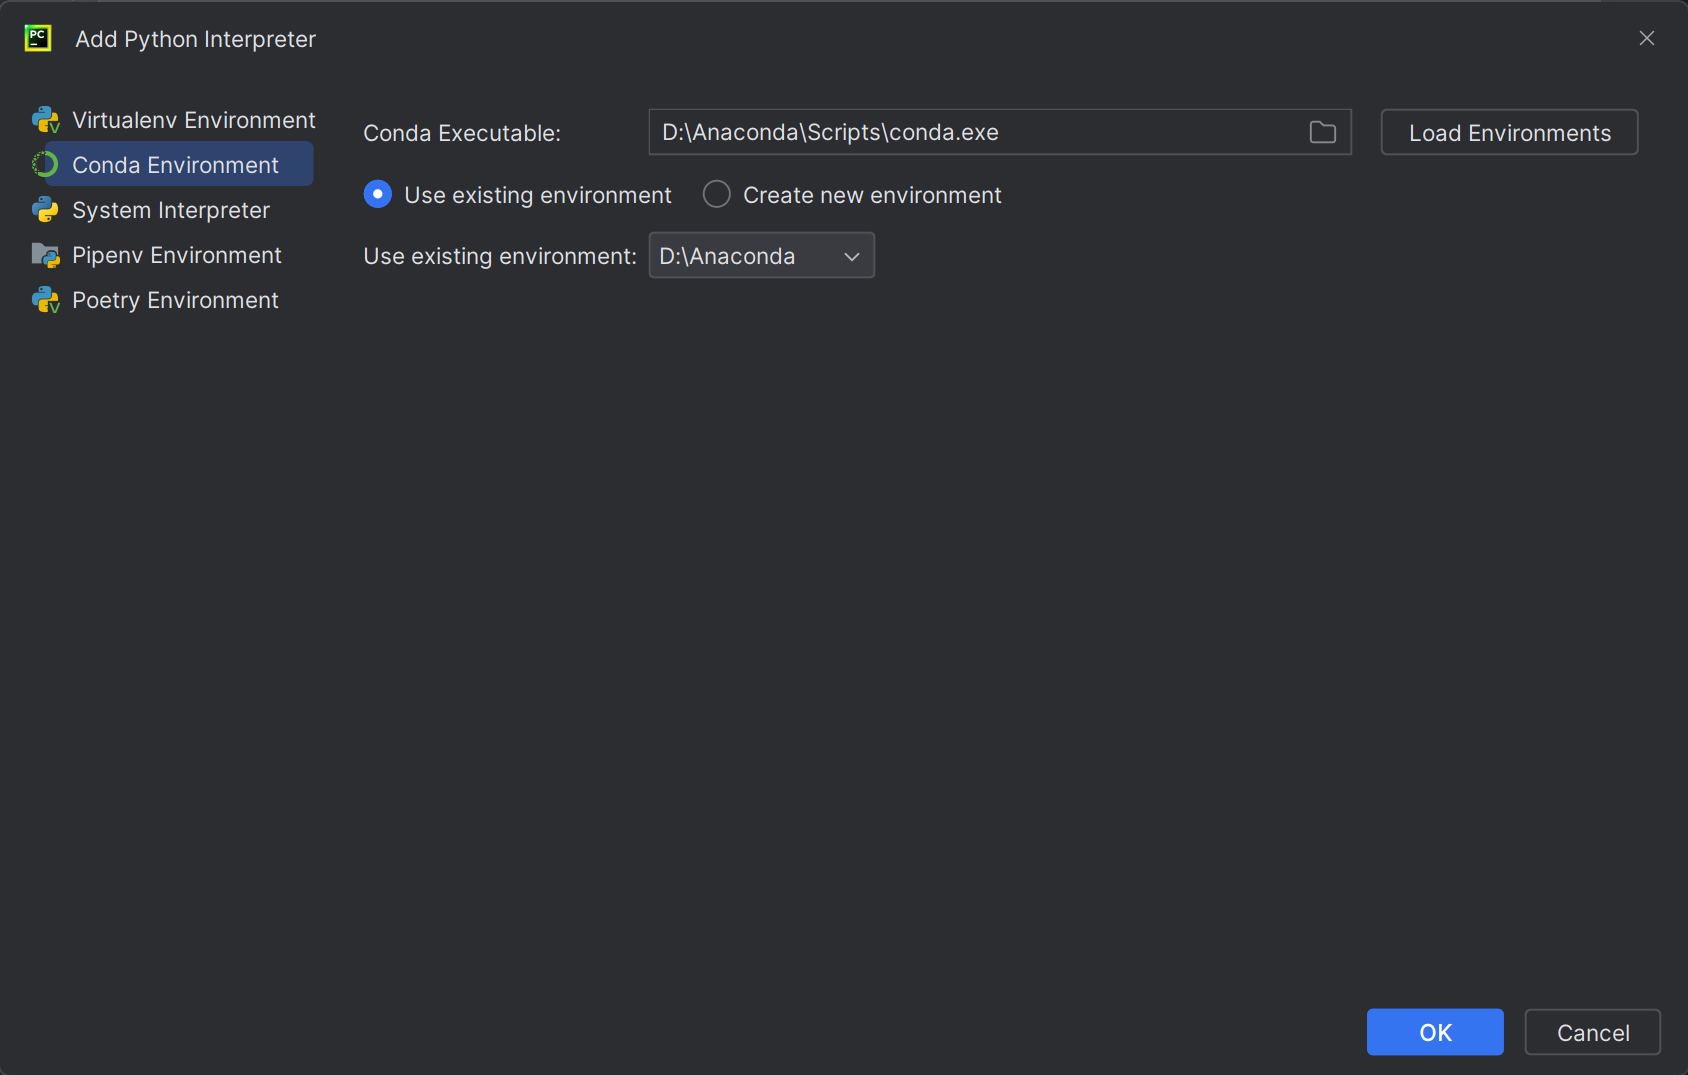 PC Add Python Interpreter
Virtualenv Environment
Conda Environment
System Interpreter
Pipenv Environment
Poetry Environment
Conda Executable: D:\Anaconda\Scripts\conda.exe Load Environments
Use existing environment Create new environment
Use existing environment: D:\Anaconda
OK Cancel